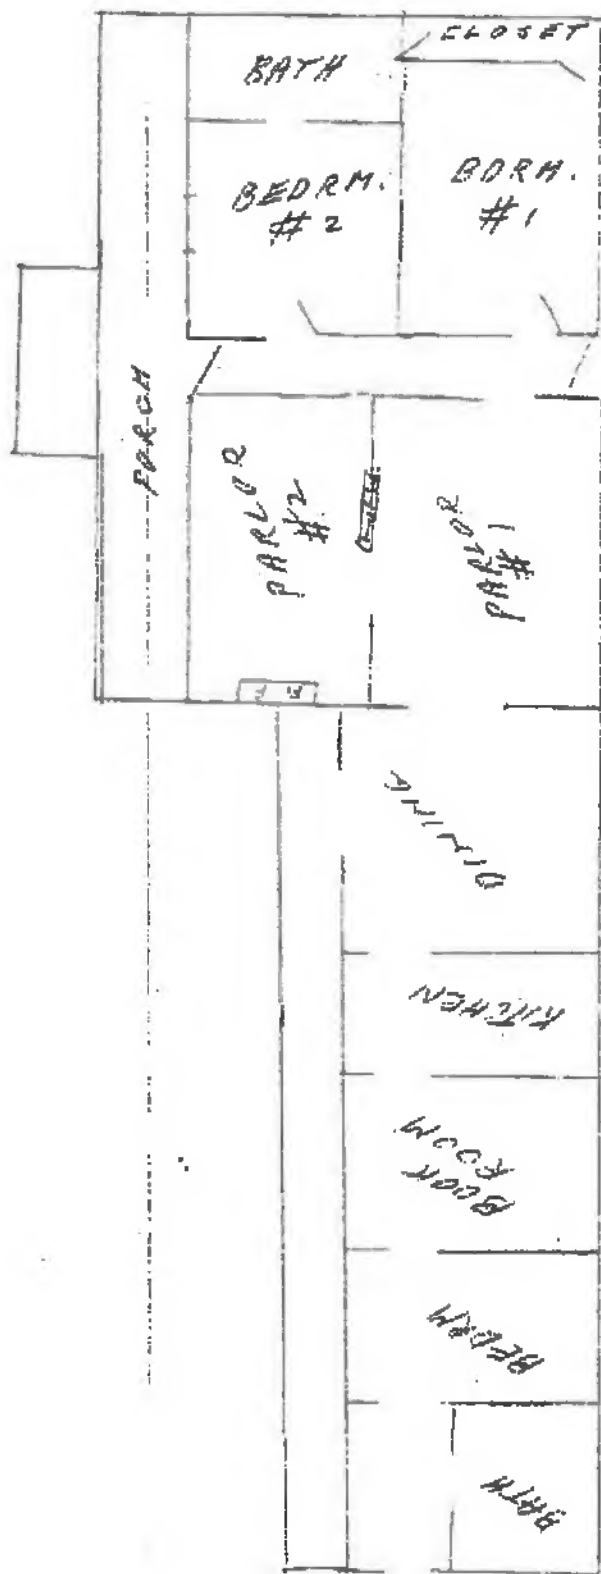 CLOSET
BATH
BEDRM.
#2
BDRM.
#1
PORCH
PARLOR
#2
PARLOR
#1
DINING
KITCHEN
BOOK
ROOM
BEDRM
BATH